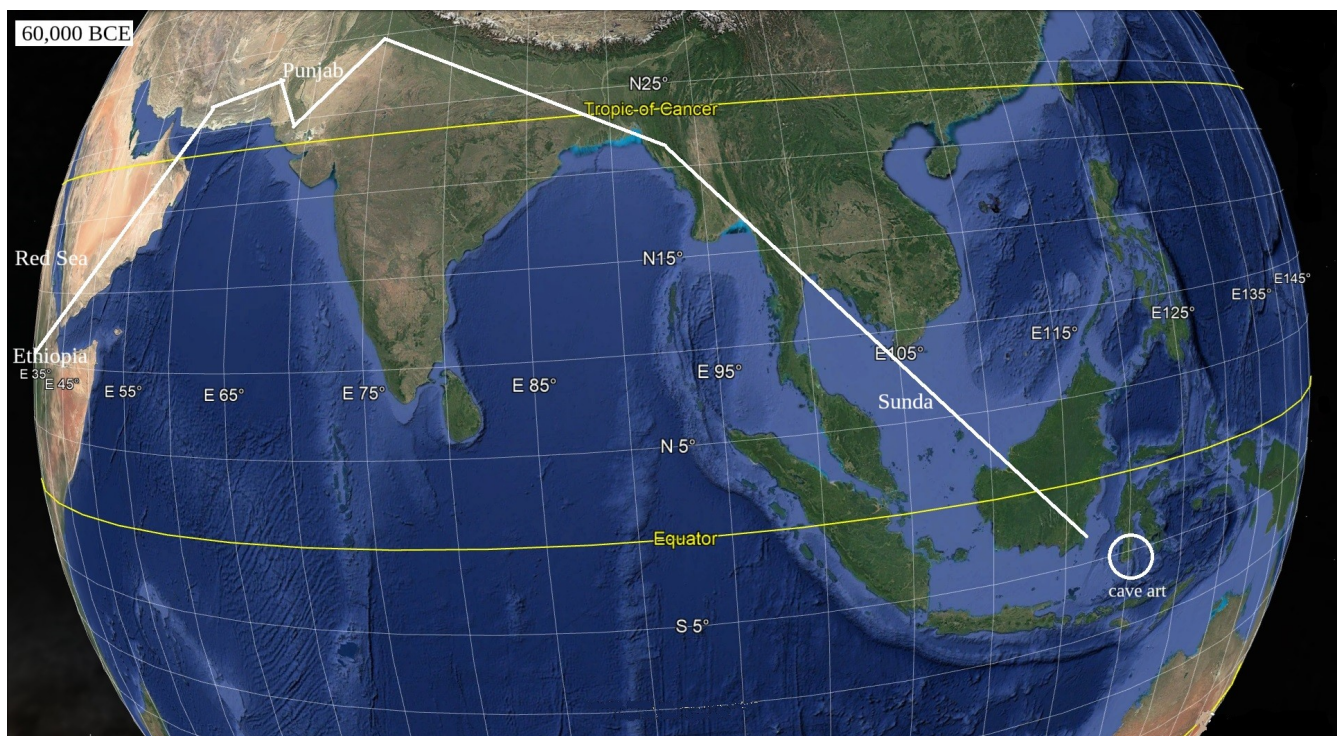 60,000 BCE
Punjab
N25°
Tropic of Cancer
Red Sea
N15°
E145°
E135°
E125°
E115°
E105°
Ethiopia
E 35°
E 45°
E 55°
E 65°
E 75°
E 85°
E 95°
Sunda
N 5°
Equator
cave art
S 5°